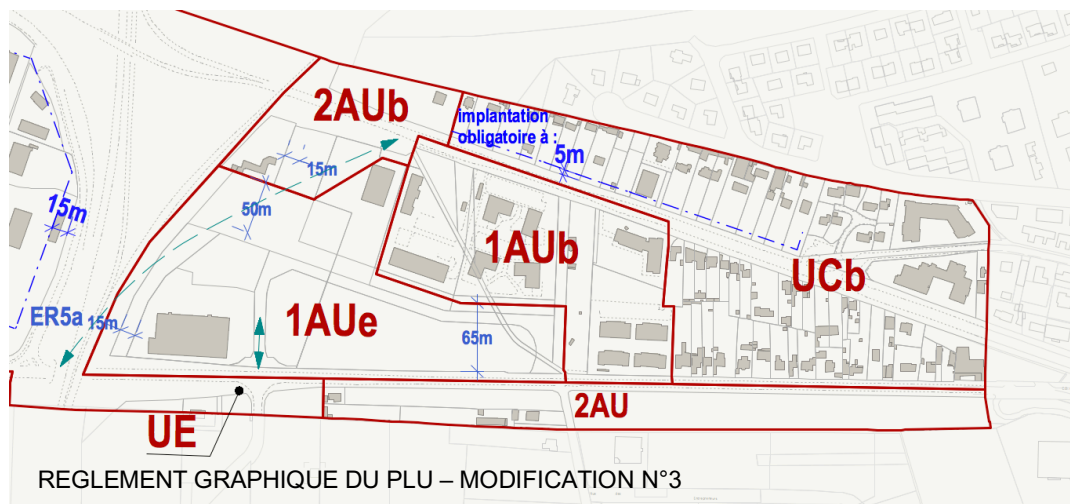 2AUb
implantation
obligatoire à :
5m
15m
50m
15m
1AUb
UCb
ER5a
15m
1AUe
65m
2AU
UE
REGLEMENT GRAPHIQUE DU PLU – MODIFICATION N°3